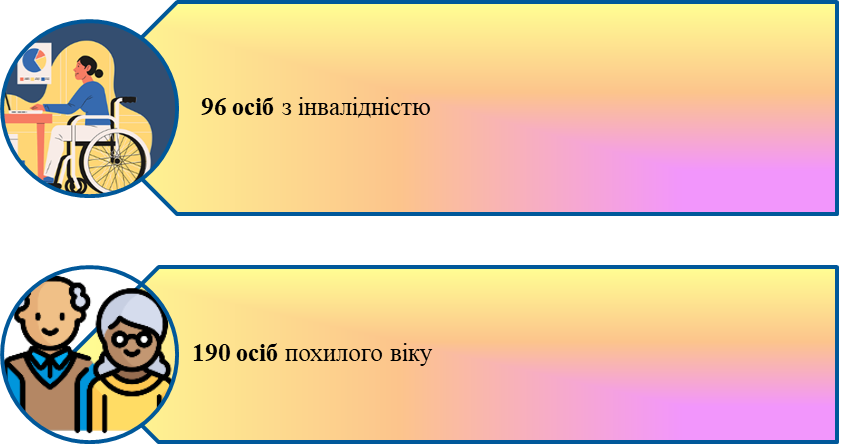 96 осіб з інвалідністю
190 осіб похилого віку